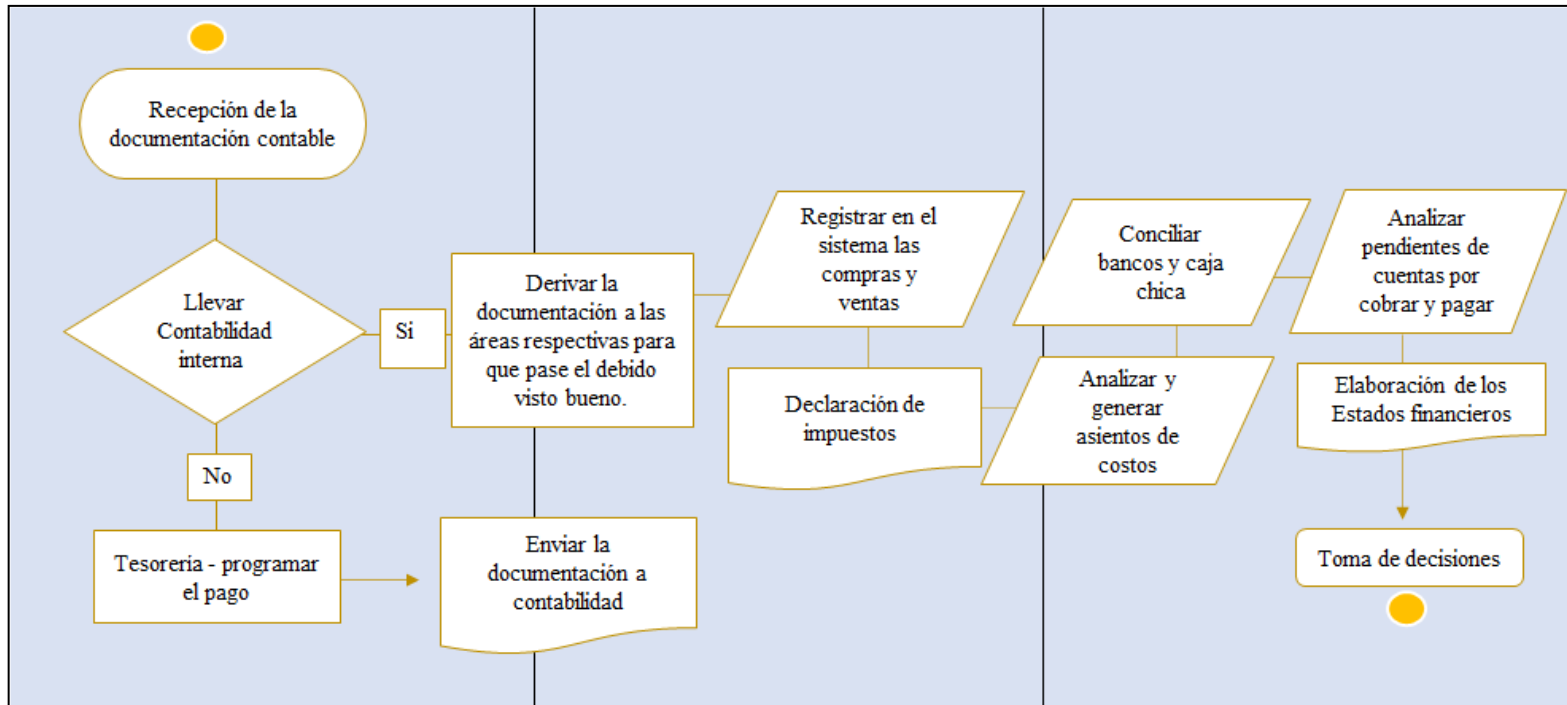 Recepción de la
documentación contable
Llevar
Contabilidad
interna
Si
No
Tesorería - programar
el pago
Derivar la
documentación a las
áreas respectivas para
que pase el debido
visto bueno.
Enviar la
documentación a
contabilidad
Registrar en el
sistema las
compras y
ventas
Declaración de
impuestos
Analizar y
generar
asientos de
costos
Conciliar
bancos y caja
chica
Analizar
pendientes de
cuentas por
cobrar y pagar
Elaboración de los
Estados financieros
Toma de decisiones